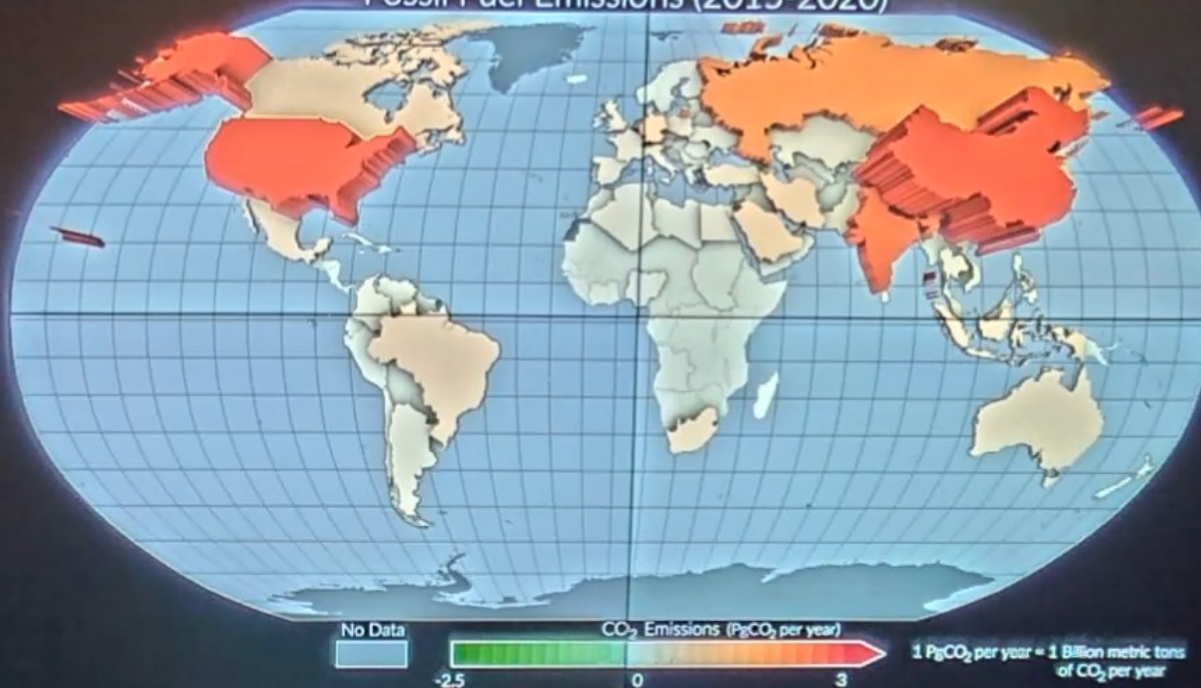 Fossil Fuel Emissions (2015-2020)
No Data
CO₂ Emissions (PgCO₂ per year)
-2.5 0 3
1 PgCO₂ per year = 1 Billion metric tons
of CO₂ per year